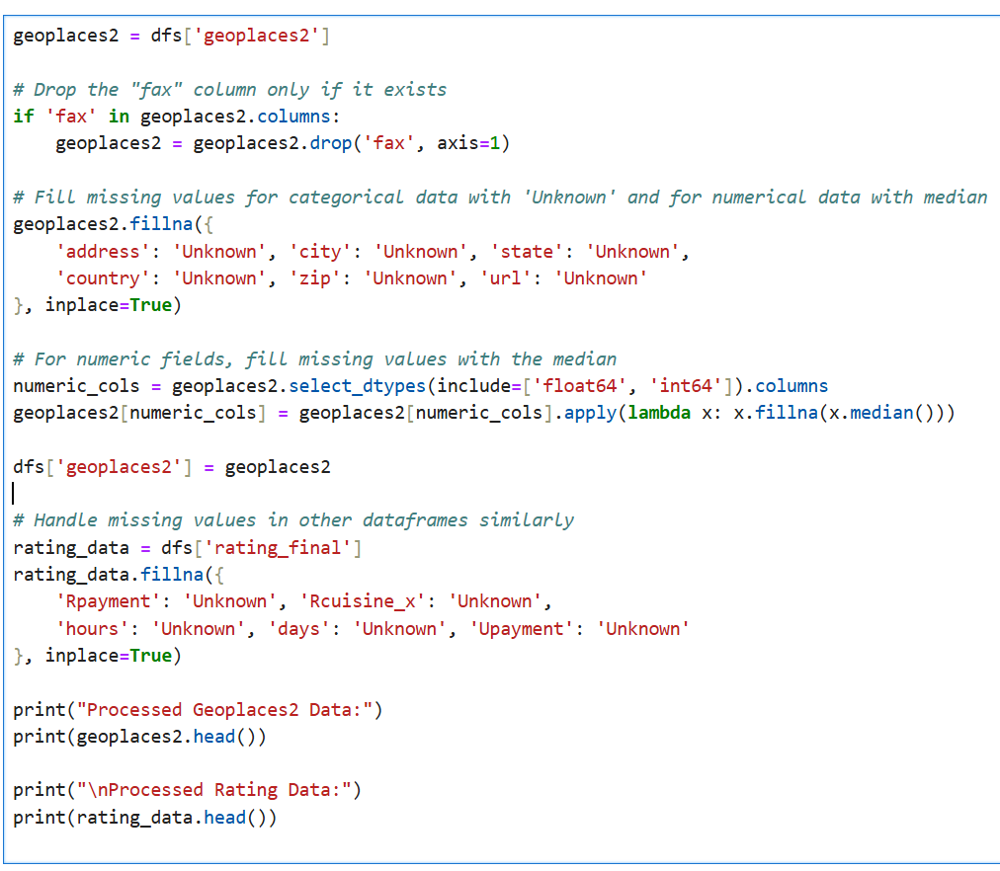 geoplaces2 = dfs['geoplaces2']
# Drop the "fax" column only if it exists
if 'fax' in geoplaces2.columns:
    geoplaces2 = geoplaces2.drop('fax', axis=1)
# Fill missing values for categorical data with 'Unknown' and for numerical data with median
geoplaces2.fillna({
    'address': 'Unknown', 'city': 'Unknown', 'state': 'Unknown',
    'country': 'Unknown', 'zip': 'Unknown', 'url': 'Unknown'
}, inplace=True)
# For numeric fields, fill missing values with the median
numeric_cols = geoplaces2.select_dtypes(include=['float64', 'int64']).columns
geoplaces2[numeric_cols] = geoplaces2[numeric_cols].apply(lambda x: x.fillna(x.median()))
dfs['geoplaces2'] = geoplaces2
# Handle missing values in other dataframes similarly
rating_data = dfs['rating_final']
rating_data.fillna({
    'Rpayment': 'Unknown', 'Rcuisine_x': 'Unknown',
    'hours': 'Unknown', 'days': 'Unknown', 'Upayment': 'Unknown'
}, inplace=True)
print("Processed Geoplaces2 Data:")
print(geoplaces2.head())
print("\nProcessed Rating Data:")
print(rating_data.head())